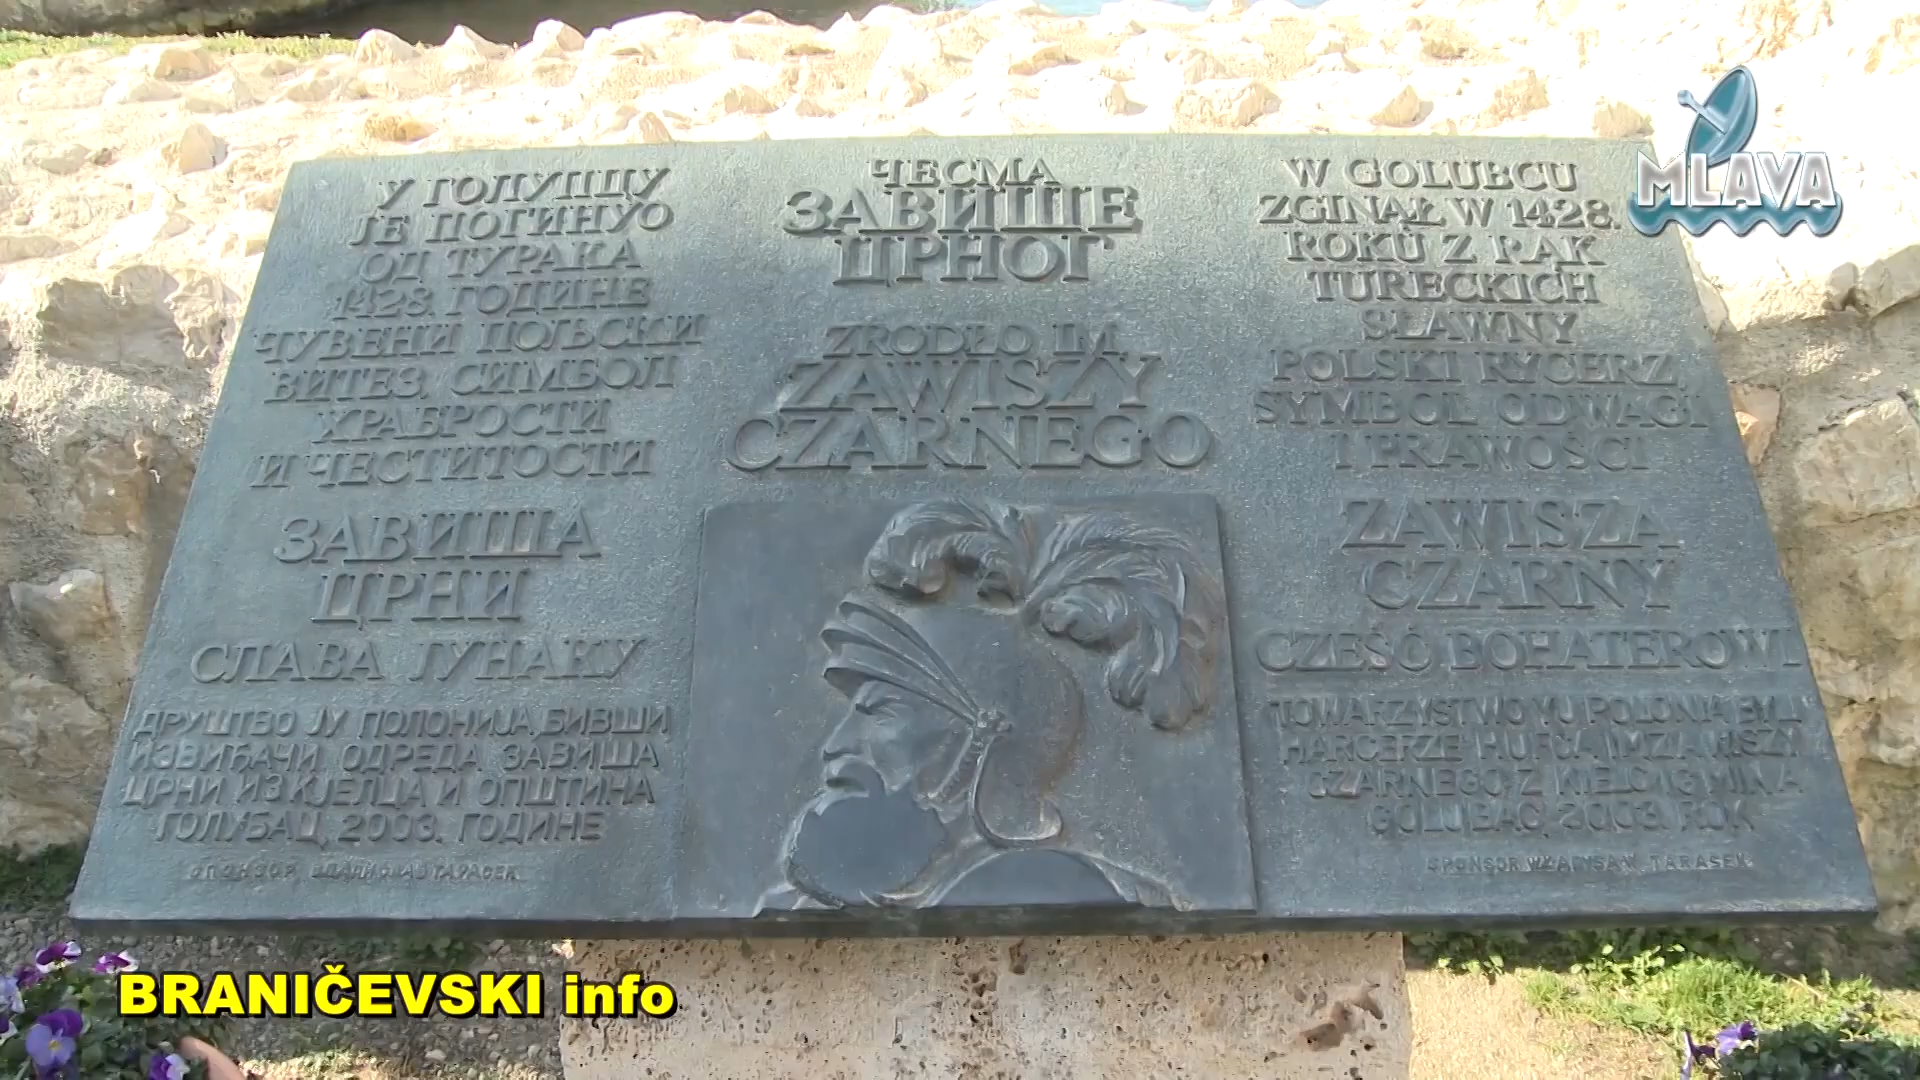 У ГОЛУПЦУ
ЈЕ ПОГИНУО
ОД ТУРАКА
1428. ГОДИНЕ
ЧУВЕНИ ПОЉСКИ
ВИТЕЗ, СИМБОЛ
ХРАБРОСТИ
И ЧЕСТИТОСТИ
ЗАВИША
ЦРНИ
СЛАВА ЈУНАКУ
ДРУШТВО ЈУ ПОЛОНИЈА, БИВШИ
ИЗВИЂАЧИ ОДРЕДА ЗАВИША
ЦРНИ ИЗ КЈЕЛЦА И ОПШТИНА
ГОЛУБАЦ, 2003. ГОДИНЕ
СПОНЗОР
ЧЕСМА
ЗАВИШЕ
ЦРНОГ
ZRODŁO IM.
ZAWISZY
CZARNEGO
W GOLUBCU
ZGINĄŁ W 1428.
ROKU Z RĄK
TURECKICH
SŁAWNY
POLSKI RYCERZ,
SYMBOL ODWAGI
I PRAWOŚCI
ZAWISZA
CZARNY
CZEŚĆ BOHATEROWI
TOWARZYSTWO YU POLONIA BYLI
HARCERZE HUFCA IM ZAWISZY
CZARNEGO Z KIELC I GMINA
GOLUBAC, 2003. ROK
SPONSOR WŁADYSAW TARASEK
MLAVA
BRANIČEVSKI info